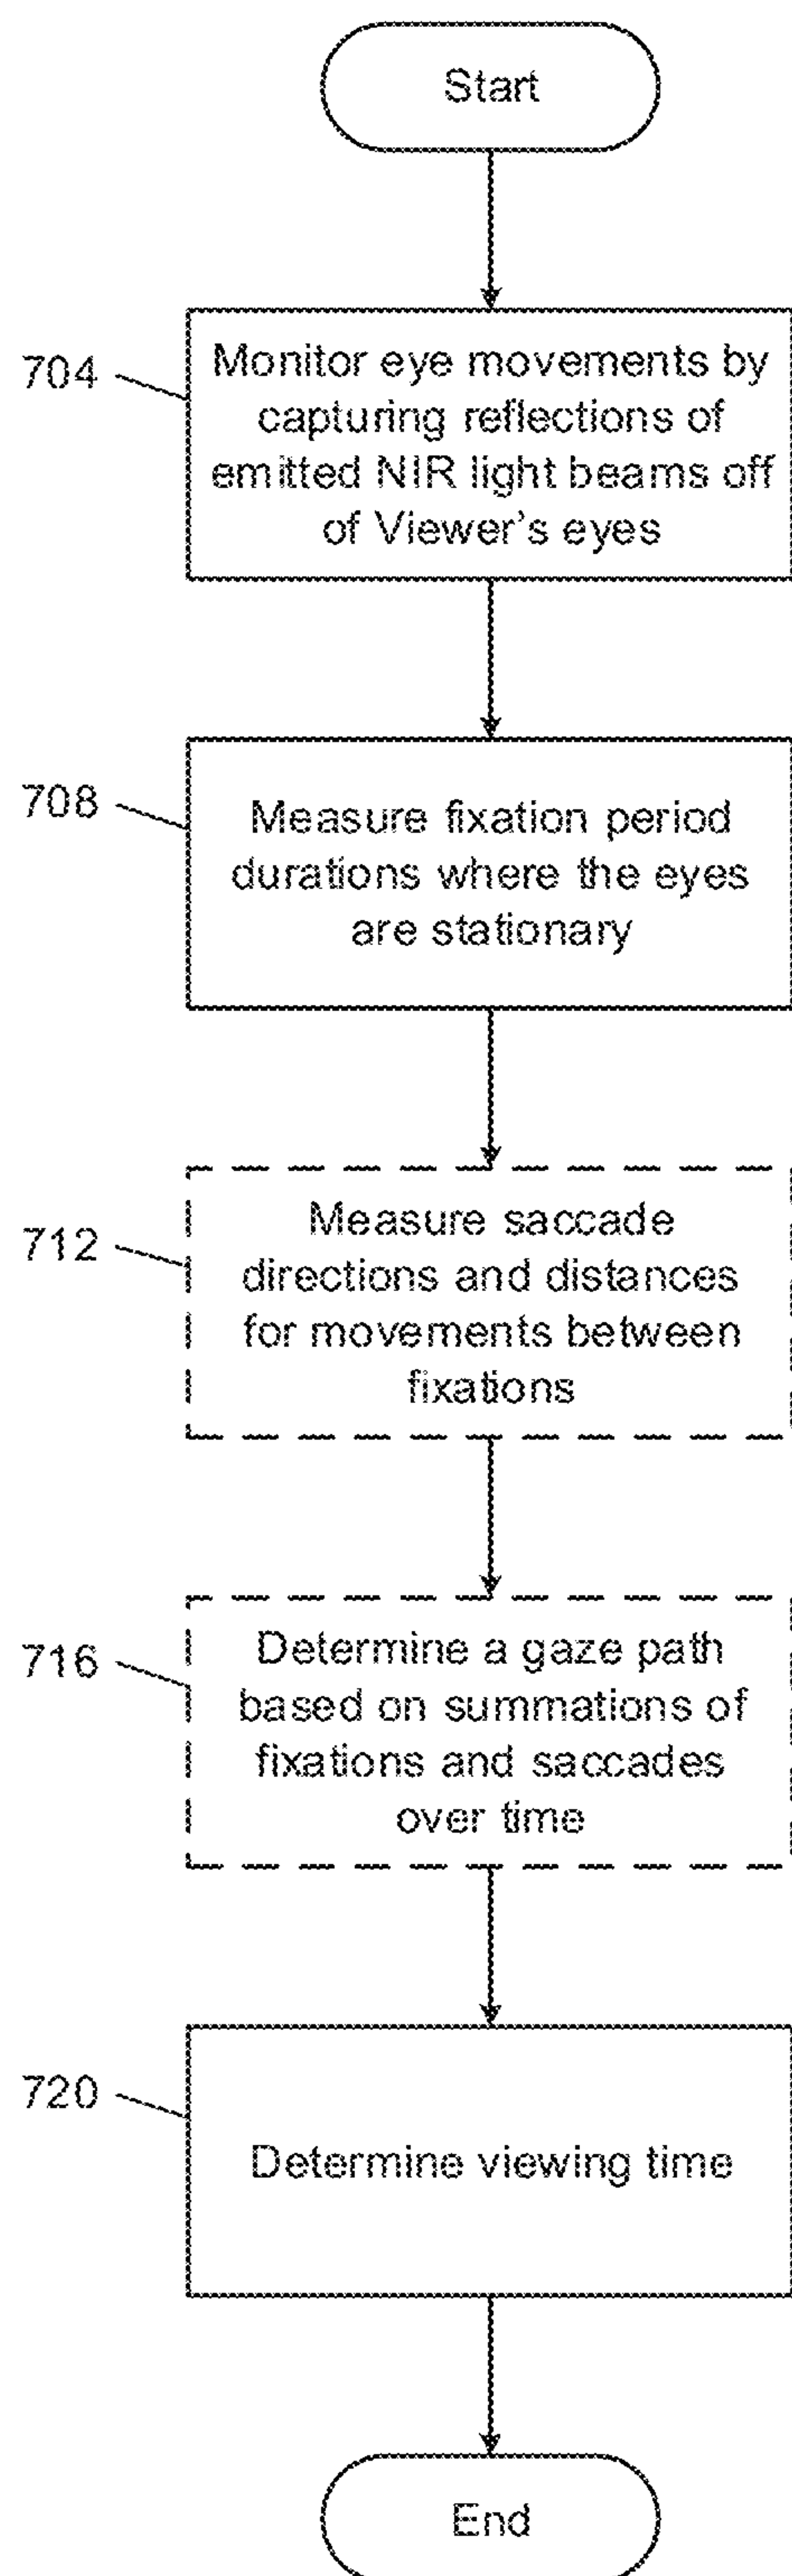 Start
704
Monitor eye movements by
capturing reflections of
emitted NIR light beams off
of Viewer's eyes
708
Measure fixation period
durations where the eyes
are stationary
712
Measure saccade
directions and distances
for movements between
fixations
716
Determine a gaze path
based on summations of
fixations and saccades
over time
720
Determine viewing time
End